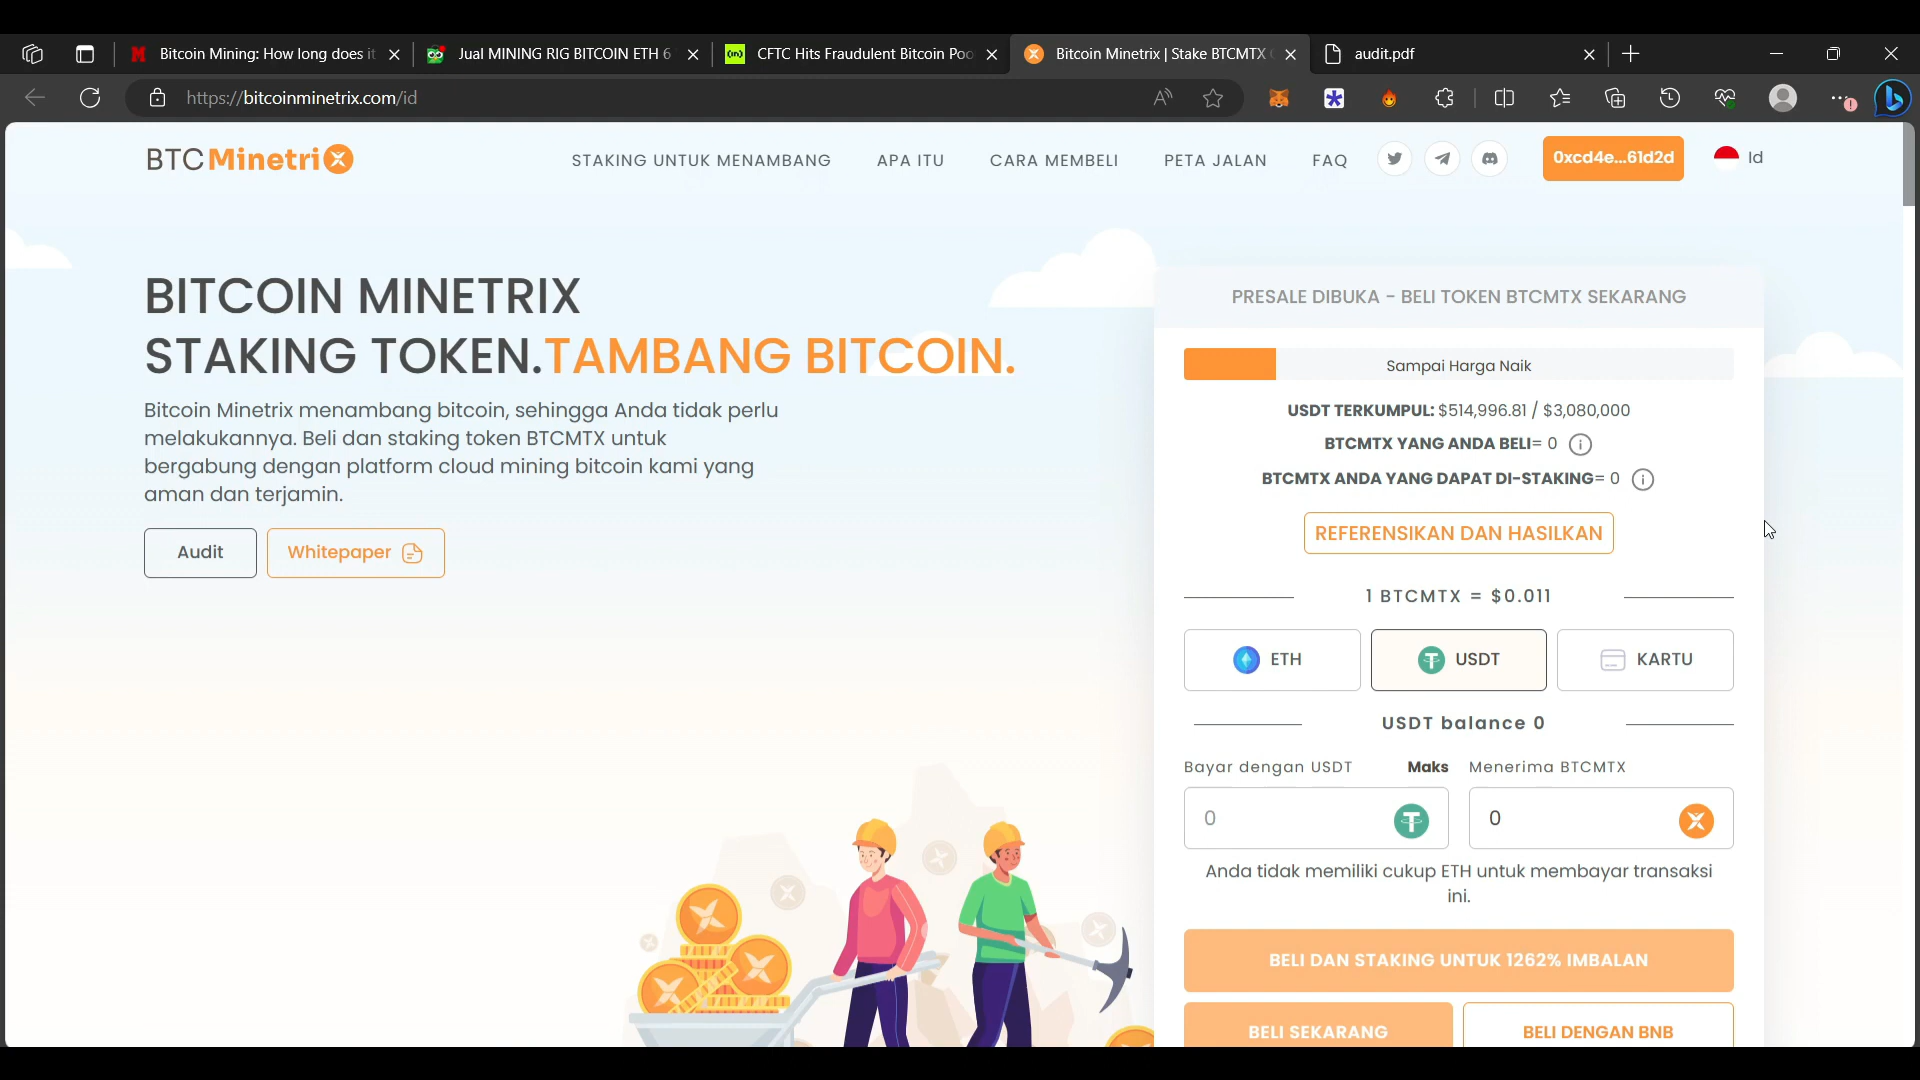 Bitcoin Mining: How long does it
Jual MINING RIG BITCOIN ETH 6
CFTC Hits Fraudulent Bitcoin Poo
Bitcoin Minetrix | Stake BTCMTX
audit.pdf
https://bitcoinminetrix.com/id
BTCMinetrix
STAKING UNTUK MENAMBANG
APA ITU
CARA MEMBELI
PETA JALAN
FAQ
0xcd4e...61d2d
Id
BITCOIN MINETRIX
STAKING TOKEN.TAMBANG BITCOIN.
Bitcoin Minetrix menambang bitcoin, sehingga Anda tidak perlu
melakukannya. Beli dan staking token BTCMTX untuk
bergabung dengan platform cloud mining bitcoin kami yang
aman dan terjamin.
Audit
Whitepaper
PRESALE DIBUKA - BELI TOKEN BTCMTX SEKARANG
Sampai Harga Naik
USDT TERKUMPUL: $514,996.81 / $3,080,000
BTCMTX YANG ANDA BELI= 0
BTCMTX ANDA YANG DAPAT DI-STAKING= 0
REFERENSIKAN DAN HASILKAN
1 BTCMTX = $0.011
ETH
USDT
KARTU
USDT balance 0
Bayar dengan USDT
Maks
Menerima BTCMTX
0
0
Anda tidak memiliki cukup ETH untuk membayar transaksi
ini.
BELI DAN STAKING UNTUK 1262% IMBALAN
BELI SEKARANG
BELI DENGAN BNB